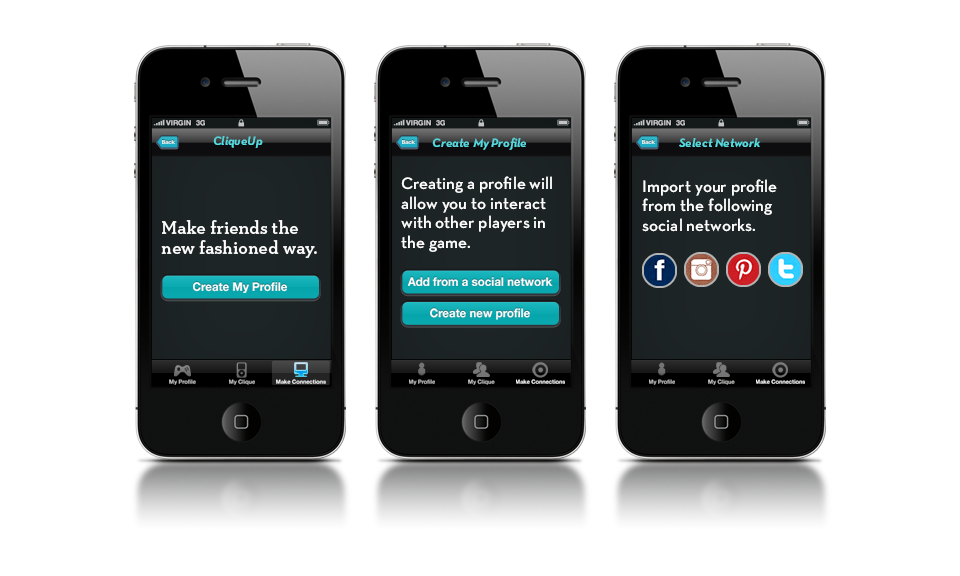 VIRGIN 3G
Back
CliqueUp
Make friends the
new fashioned way.
Create My Profile
My Profile
My Clique
Make Connections
VIRGIN 3G
Back
Create My Profile
Creating a profile will
allow you to interact
with other players in
the game.
Add from a social network
Create new profile
My Profile
My Clique
Make Connections
VIRGIN 3G
Back
Select Network
Import your profile
from the following
social networks.
My Profile
My Clique
Make Connections